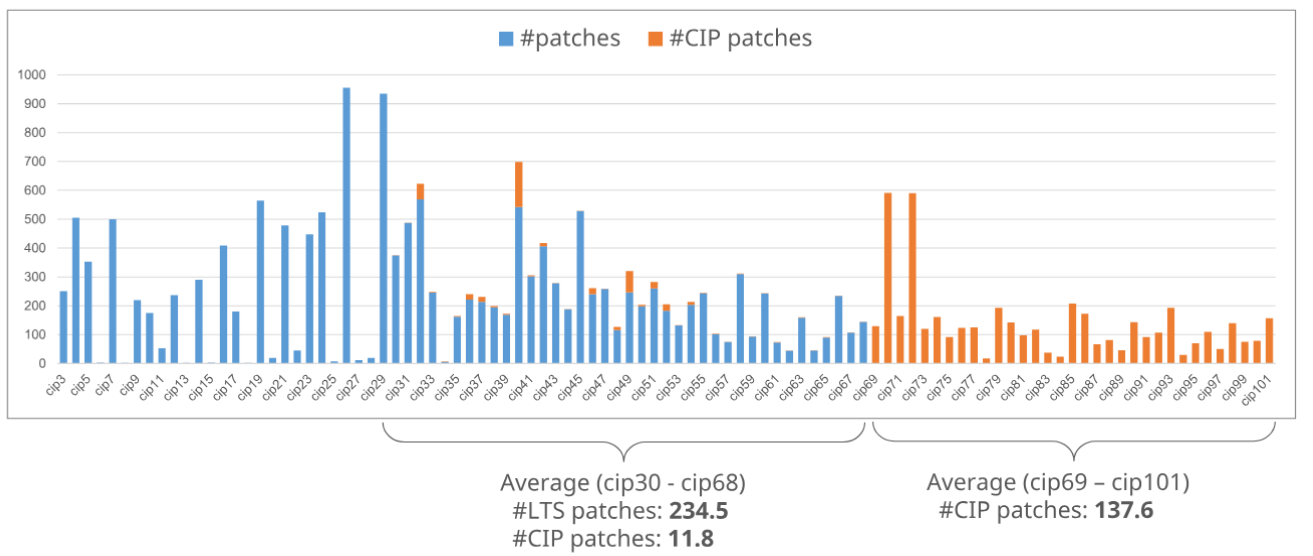 #patches #CIP patches
1000
900
800
700
600
500
400
300
200
100
0
cip3 cip5 cip7 cip9 cip11 cip13 cip15 cip17 cip19 cip21 cip23 cip25 cip27 cip29 cip31 cip33 cip35 cip37 cip39 cip41 cip43 cip45 cip47 cip49 cip51 cip53 cip55 cip57 cip59 cip61 cip63 cip65 cip67 cip69 cip71 cip73 cip75 cip77 cip79 cip81 cip83 cip85 cip87 cip89 cip91 cip93 cip95 cip97 cip99 cip101
Average (cip30 - cip68)
#LTS patches: 234.5
#CIP patches: 11.8
Average (cip69 – cip101)
#CIP patches: 137.6